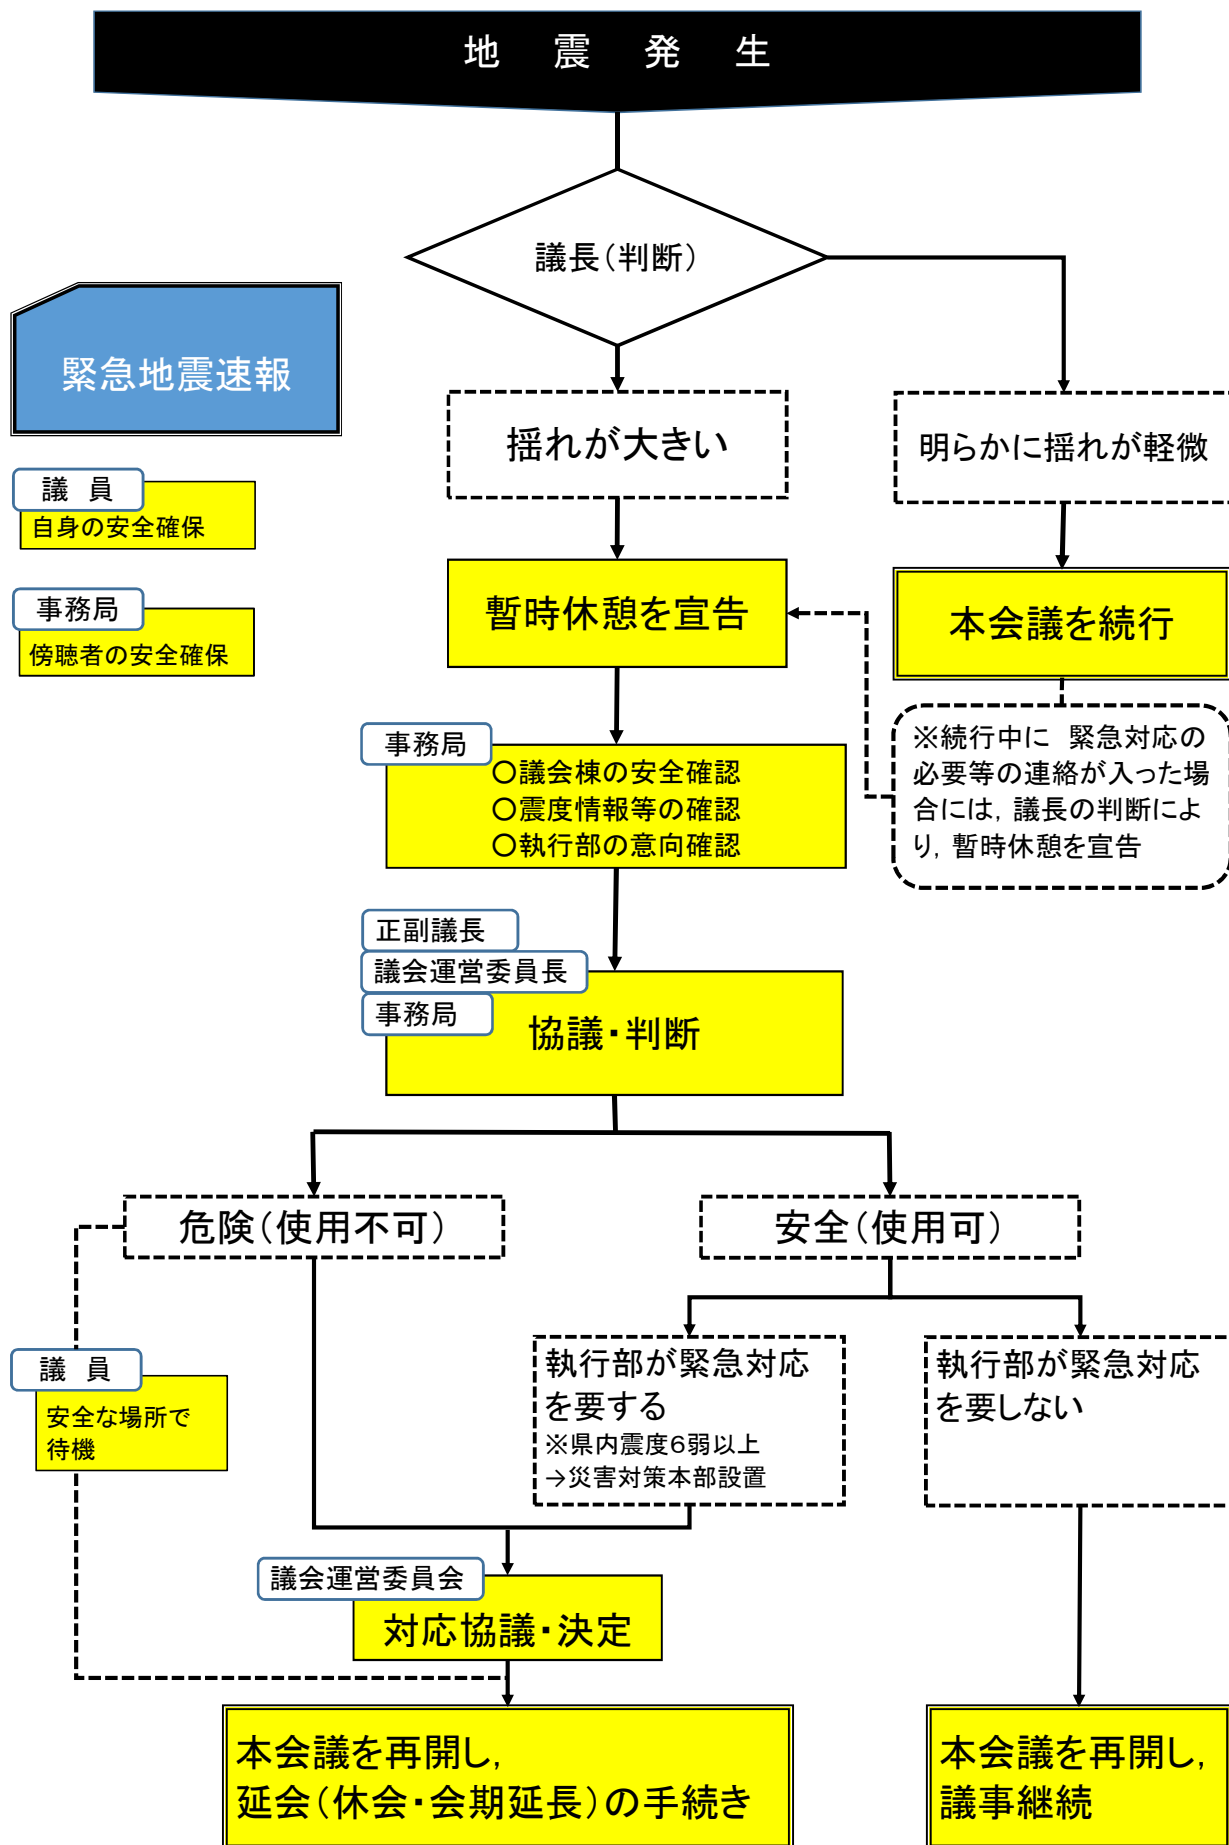 地　震　発　生
議長（判断）
緊急地震速報
揺れが大きい
明らかに揺れが軽微
議　員
自身の安全確保
事務局
傍聴者の安全確保
暫時休憩を宣告
本会議を続行
※続行中に　緊急対応の
必要等の連絡が入った場
合には，議長の判断によ
り，暫時休憩を宣告
事務局
○議会棟の安全確認
○震度情報等の確認
○執行部の意向確認
正副議長
議会運営委員長
事務局
協議・判断
危険（使用不可）
安全（使用可）
議　員
安全な場所で
待機
執行部が緊急対応
を要する
※県内震度６弱以上
→災害対策本部設置
執行部が緊急対応
を要しない
議会運営委員会
対応協議・決定
本会議を再開し，
延会（休会・会期延長）の手続き
本会議を再開し，
議事継続